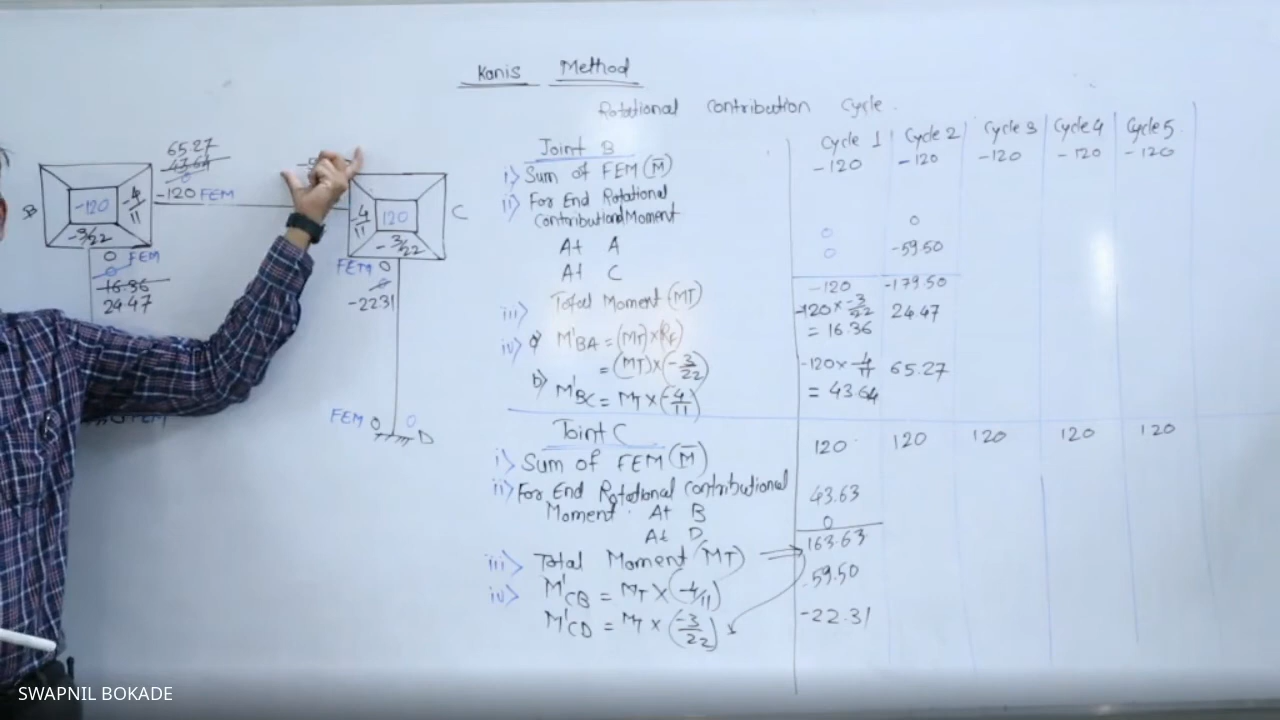 Kanis Method
Rotational Contribution Cycle.
Joint B
Cycle 1 Cycle 2 Cycle 3 Cycle 4 Cycle 5
i) Sum of FEM (M̄) -120 -120 -120 -120 -120
ii) For End Rotational
Contribution Moment
At A 0 0
At C 0 -59.50
iii) Total Moment (MT) -120 -179.50
iv) a) M'BA = (MT) × (RF) -120 × -3/22 24.47
= (MT) × (-3/22) = 16.36
b) M'BC = MT × (-4/11) -120 × -4/11 65.27
= 43.64
Joint C
i) Sum of FEM (M̄) 120 120 120 120 120
ii) For End Rotational Contributional
Moment. At B 43.63
At D 0
iii) Total Moment (MT) 163.63
iv) M'CB = MT × (-4/11) 59.50
M'CD = MT × (-3/22) -22.31
65.27
43.64
0
-120 FEM
B -120 -4/11
-3/22
0 FEM
0
16.36
24.47
FEM
-4/11 120 C
-3/22
FEM 0
0
-22.31
FEM 0 0
D
SWAPNIL BOKADE